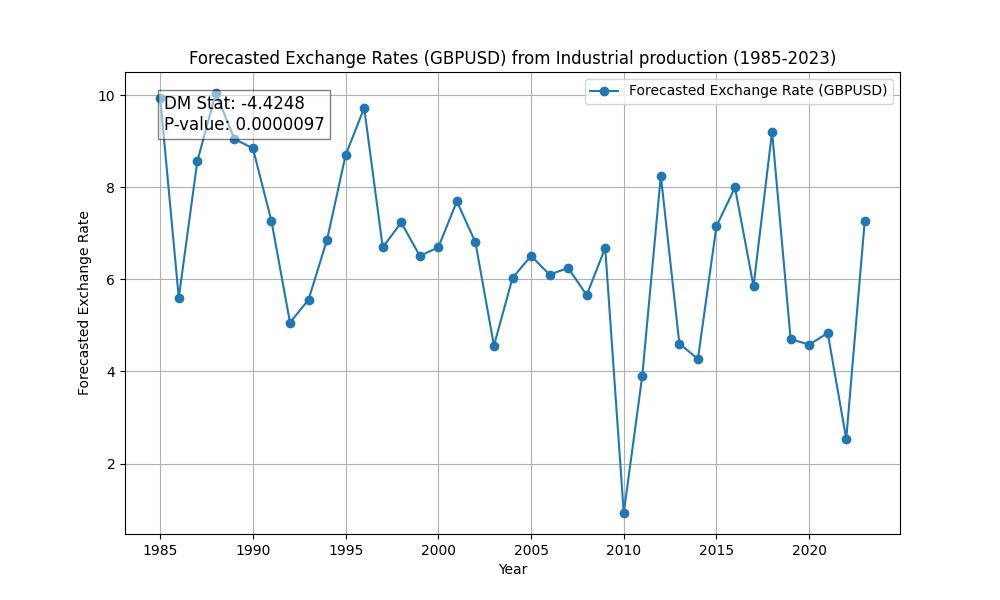 Forecasted Exchange Rates (GBPUSD) from Industrial production (1985-2023)
DM Stat: -4.4248
P-value: 0.0000097
Forecasted Exchange Rate (GBPUSD)
Forecasted Exchange Rate
10
8
6
4
2
1985 1990 1995 2000 2005 2010 2015 2020
Year